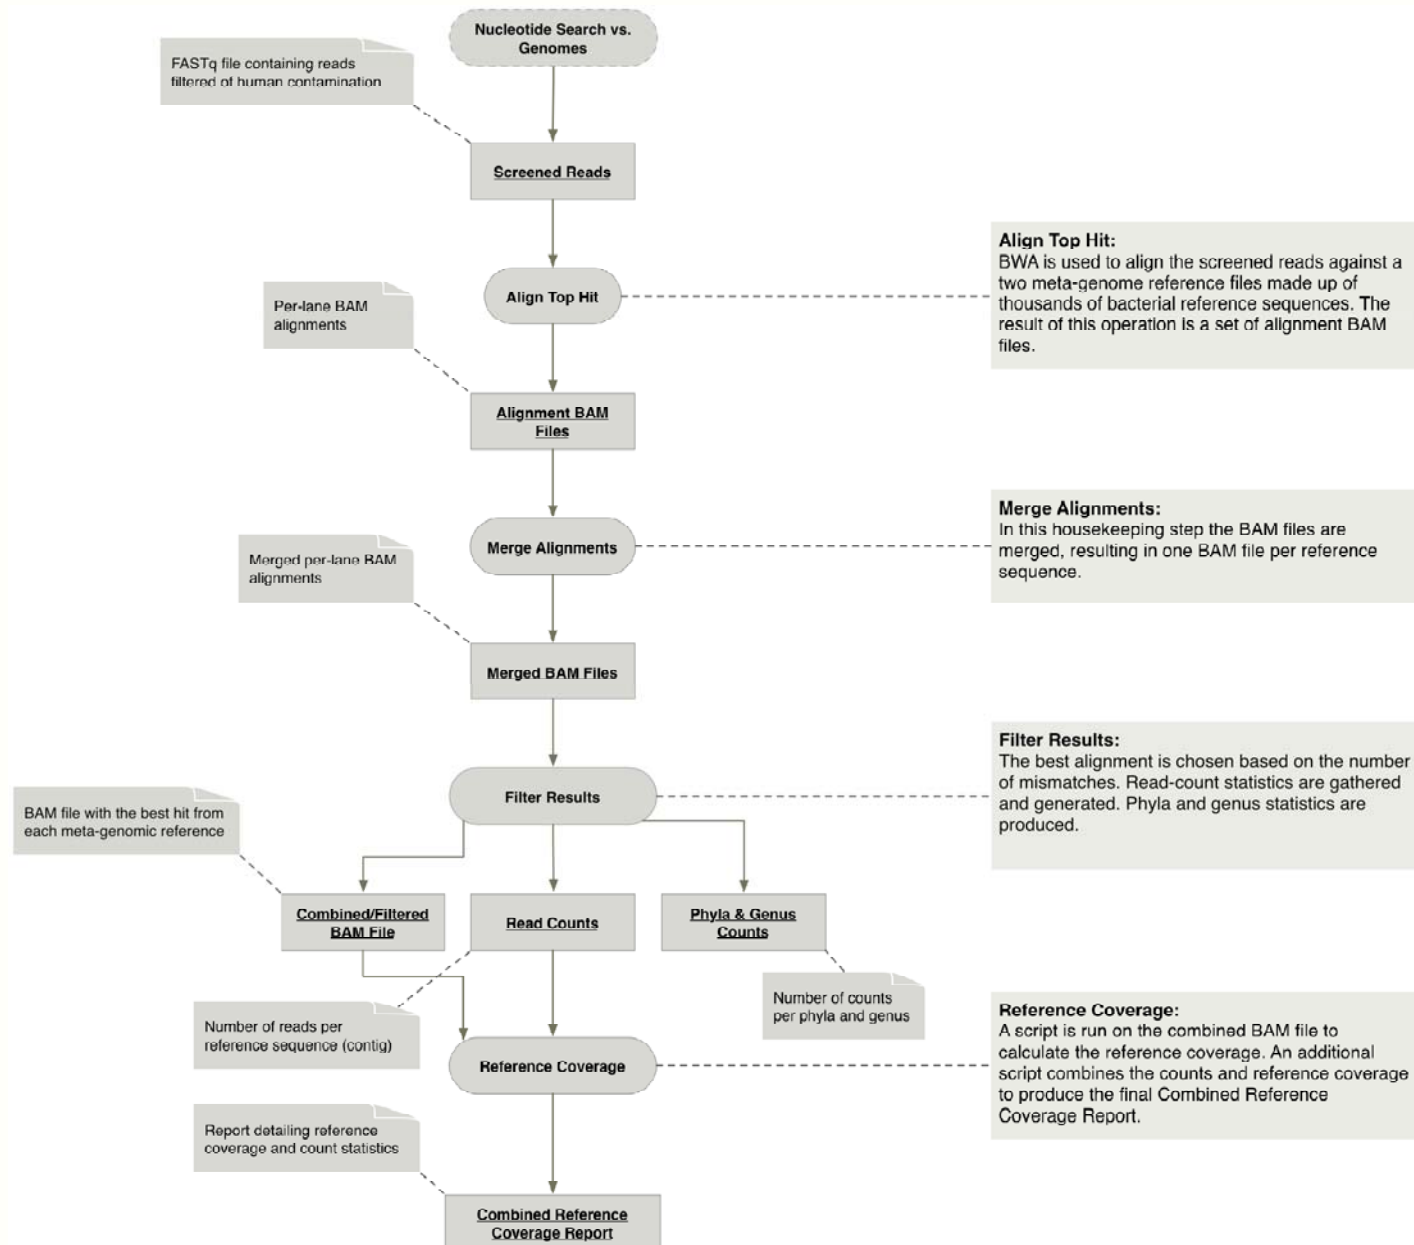 Nucleotide Search vs.
Genomes
FASTq file containing reads
filtered of human contamination
Screened Reads
Align Top Hit:
BWA is used to align the screened reads against a
two meta-genome reference files made up of
thousands of bacterial reference sequences. The
result of this operation is a set of alignment BAM
files.
Align Top Hit
Per-lane BAM
alignments
Alignment BAM
Files
Merge Alignments:
In this housekeeping step the BAM files are
merged, resulting in one BAM file per reference
sequence.
Merge Alignments
Merged per-lane BAM
alignments
Merged BAM Files
Filter Results:
The best alignment is chosen based on the number
of mismatches. Read-count statistics are gathered
and generated. Phyla and genus statistics are
produced.
Filter Results
BAM file with the best hit from
each meta-genomic reference
Combined/Filtered
BAM File
Read Counts
Phyla & Genus
Counts
Number of counts
per phyla and genus
Number of reads per
reference sequence (contig)
Reference Coverage:
A script is run on the combined BAM file to
calculate the reference coverage. An additional
script combines the counts and reference coverage
to produce the final Combined Reference
Coverage Report.
Reference Coverage
Report detailing reference
coverage and count statistics
Combined Reference
Coverage Report